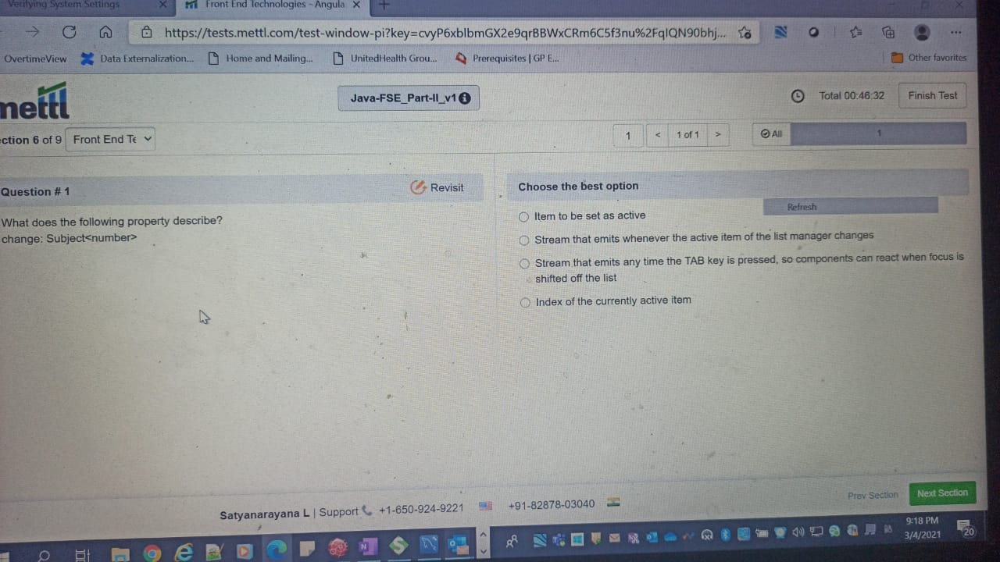 Verifying System Settings
Front End Technologies - Angula
https://tests.mettl.com/test-window-pi?key=cvyP6xblbmGX2e9qrBBWxCRm6C5f3nu%2FqIQN90bhj...
OvertimeView Data Externalization... Home and Mailing... UnitedHealth Grou... Prerequisites | GP E... Other favorites
mettl
Java-FSE_Part-II_v1
Total 00:46:32
Finish Test
ction 6 of 9
Front End Te
1
< 1 of 1 >
All
1
Question # 1
Revisit
What does the following property describe?
change: Subject<number>
Choose the best option
Refresh
Item to be set as active
Stream that emits whenever the active item of the list manager changes
Stream that emits any time the TAB key is pressed, so components can react when focus is
shifted off the list
Index of the currently active item
Prev Section
Next Section
Satyanarayana L | Support +1-650-924-9221 +91-82878-03040
9:18 PM
3/4/2021
20